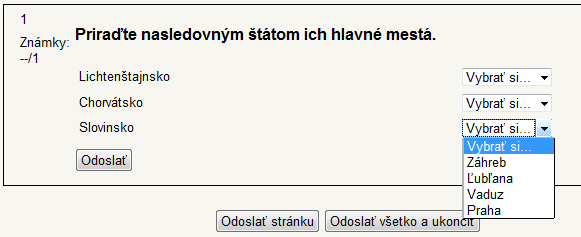 1
Známky:
--/1
Priraďte nasledovným štátom ich hlavné mestá.
Lichtenštajnsko Vybrať si...
Chorvátsko Vybrať si...
Slovinsko Vybrať si...
Vybrať si...
Záhreb
Ľubľana
Vaduz
Praha
Odoslať
Odoslať stránku Odoslať všetko a ukončiť